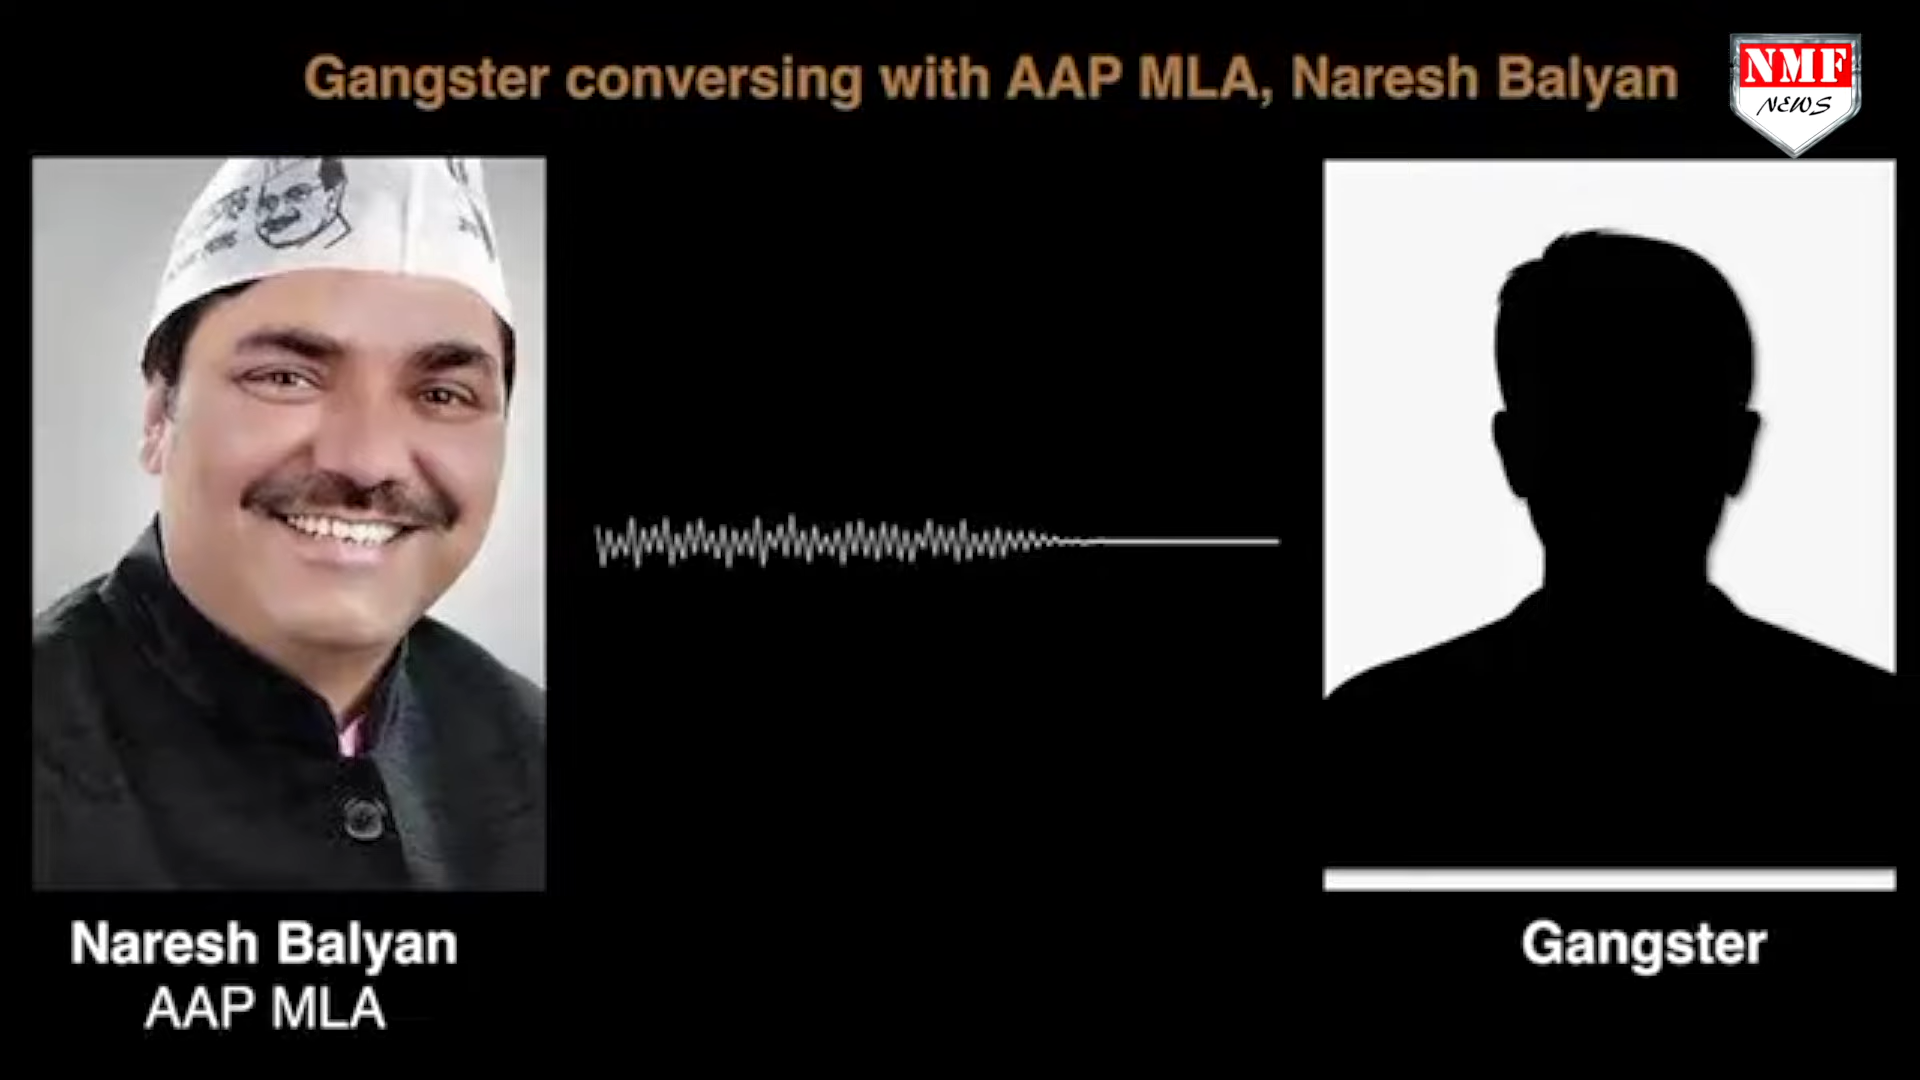 Gangster conversing with AAP MLA, Naresh Balyan
NMF
NEWS
Naresh Balyan
AAP MLA
Gangster